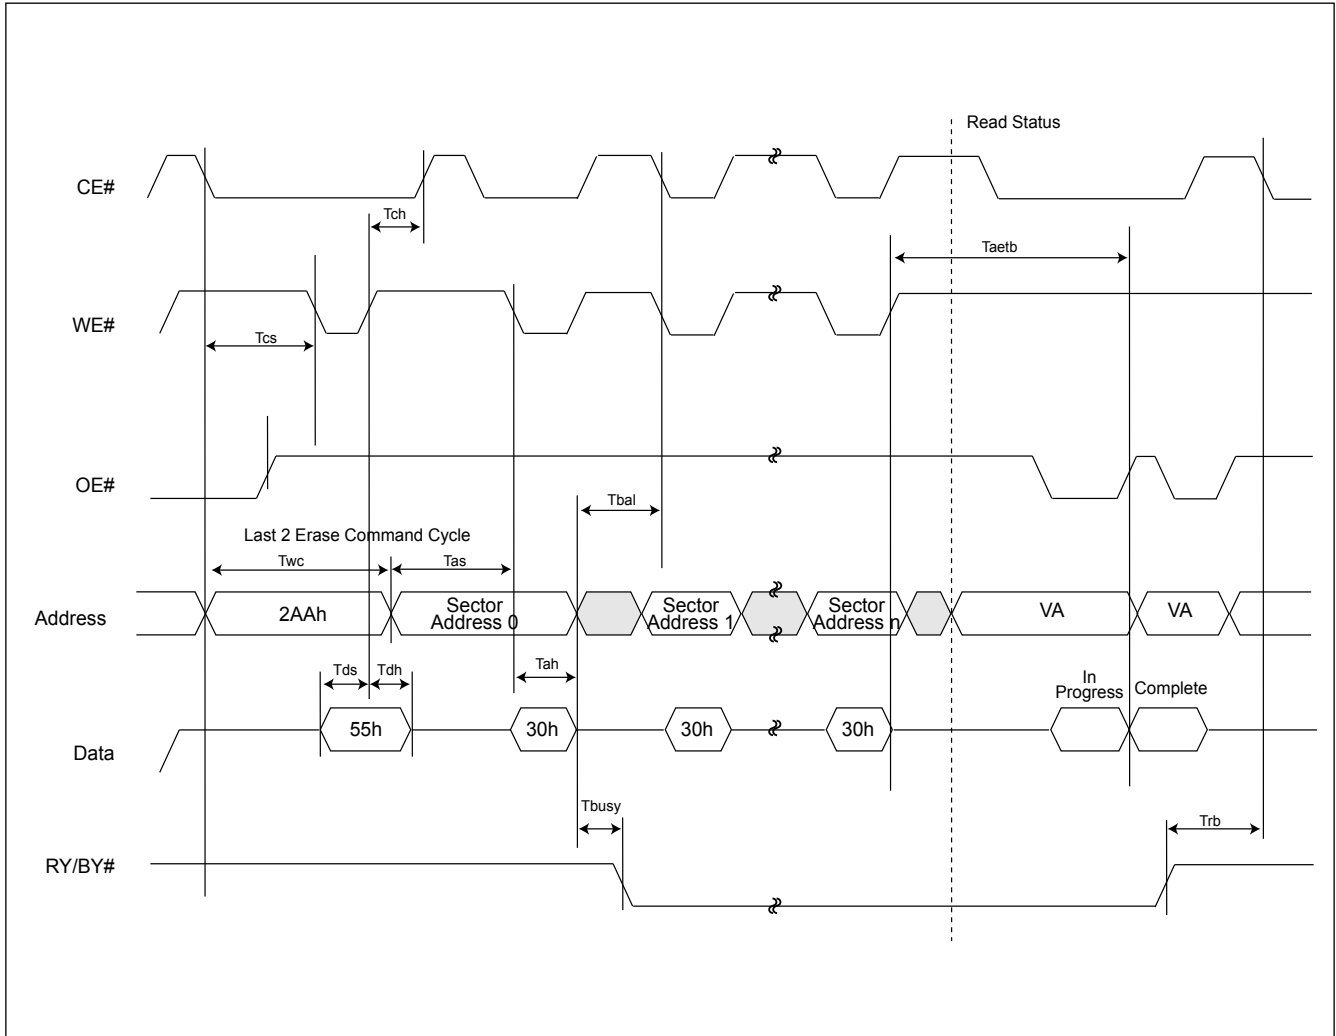 Read Status
CE#
Tch
Taetb
WE#
Tcs
OE#
Tbal
Last 2 Erase Command Cycle
Twc
Tas
Address
2AAh
Sector
Address 0
Sector
Address 1
Sector
Address n
VA
VA
Tds
Tdh
Tah
In
Progress
Complete
Data
55h
30h
30h
30h
Tbusy
Trb
RY/BY#